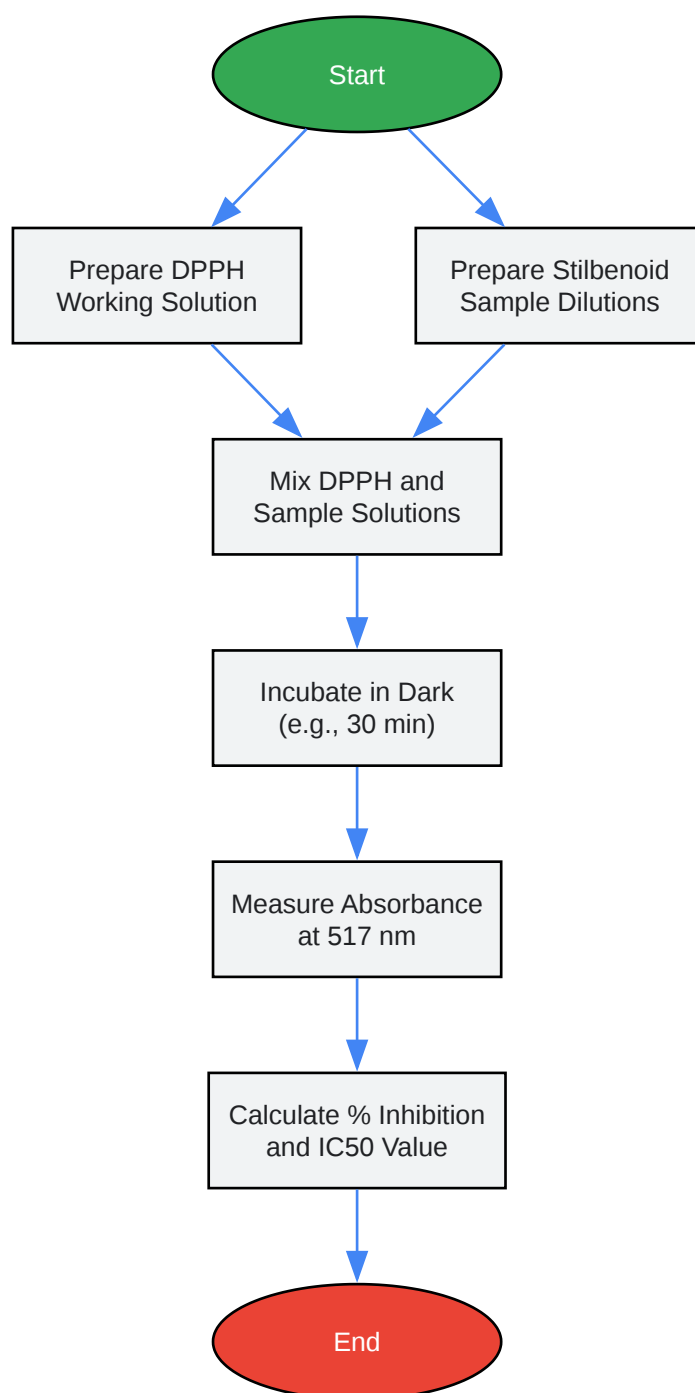 Start
Prepare DPPH
Working Solution
Prepare Stilbenoid
Sample Dilutions
Mix DPPH and
Sample Solutions
Incubate in Dark
(e.g., 30 min)
Measure Absorbance
at 517 nm
Calculate % Inhibition
and IC50 Value
End